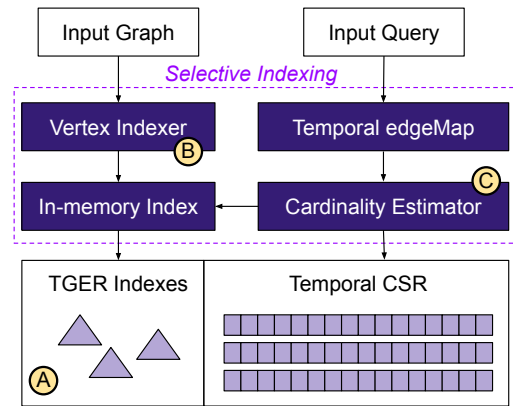 Input Graph
Input Query
Selective Indexing
Vertex Indexer
B
Temporal edgeMap
C
In-memory Index
Cardinality Estimator
TGER Indexes
Temporal CSR
A